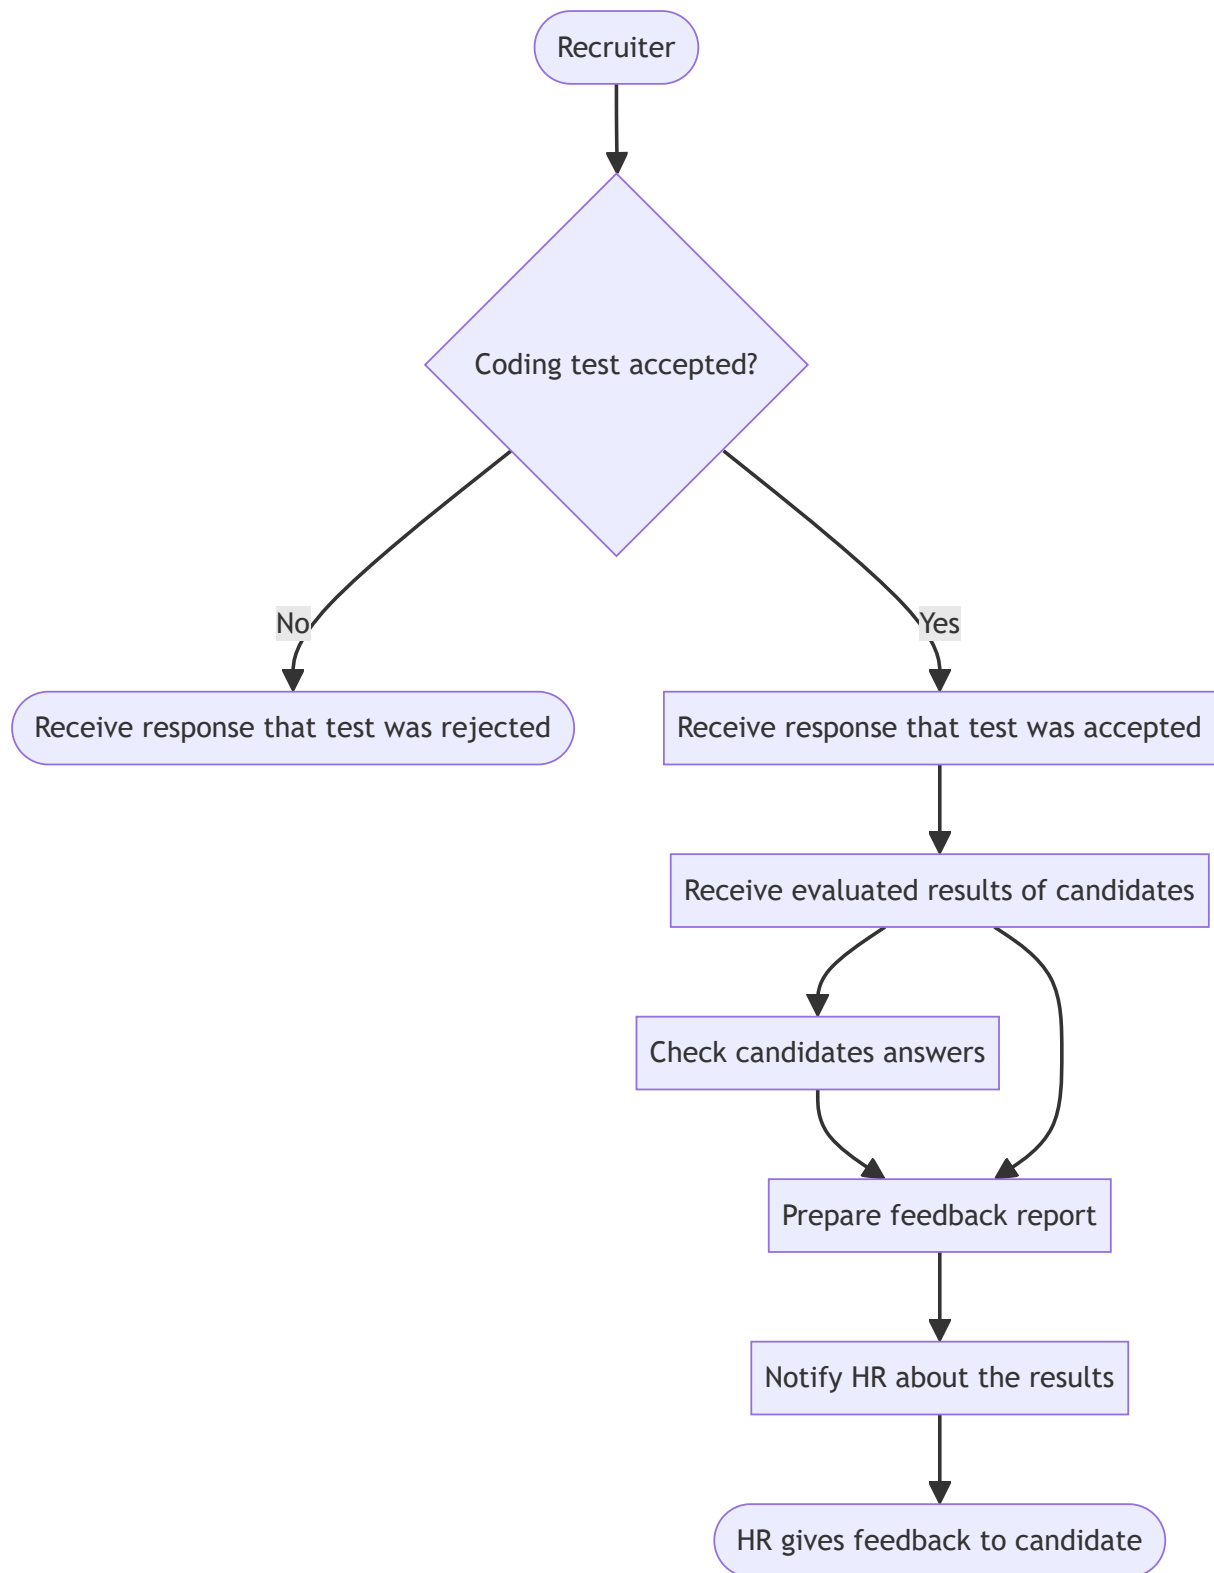 Recruiter
Coding test accepted?
No
Yes
Receive response that test was rejected
Receive response that test was accepted
Receive evaluated results of candidates
Check candidates answers
Prepare feedback report
Notify HR about the results
HR gives feedback to candidate